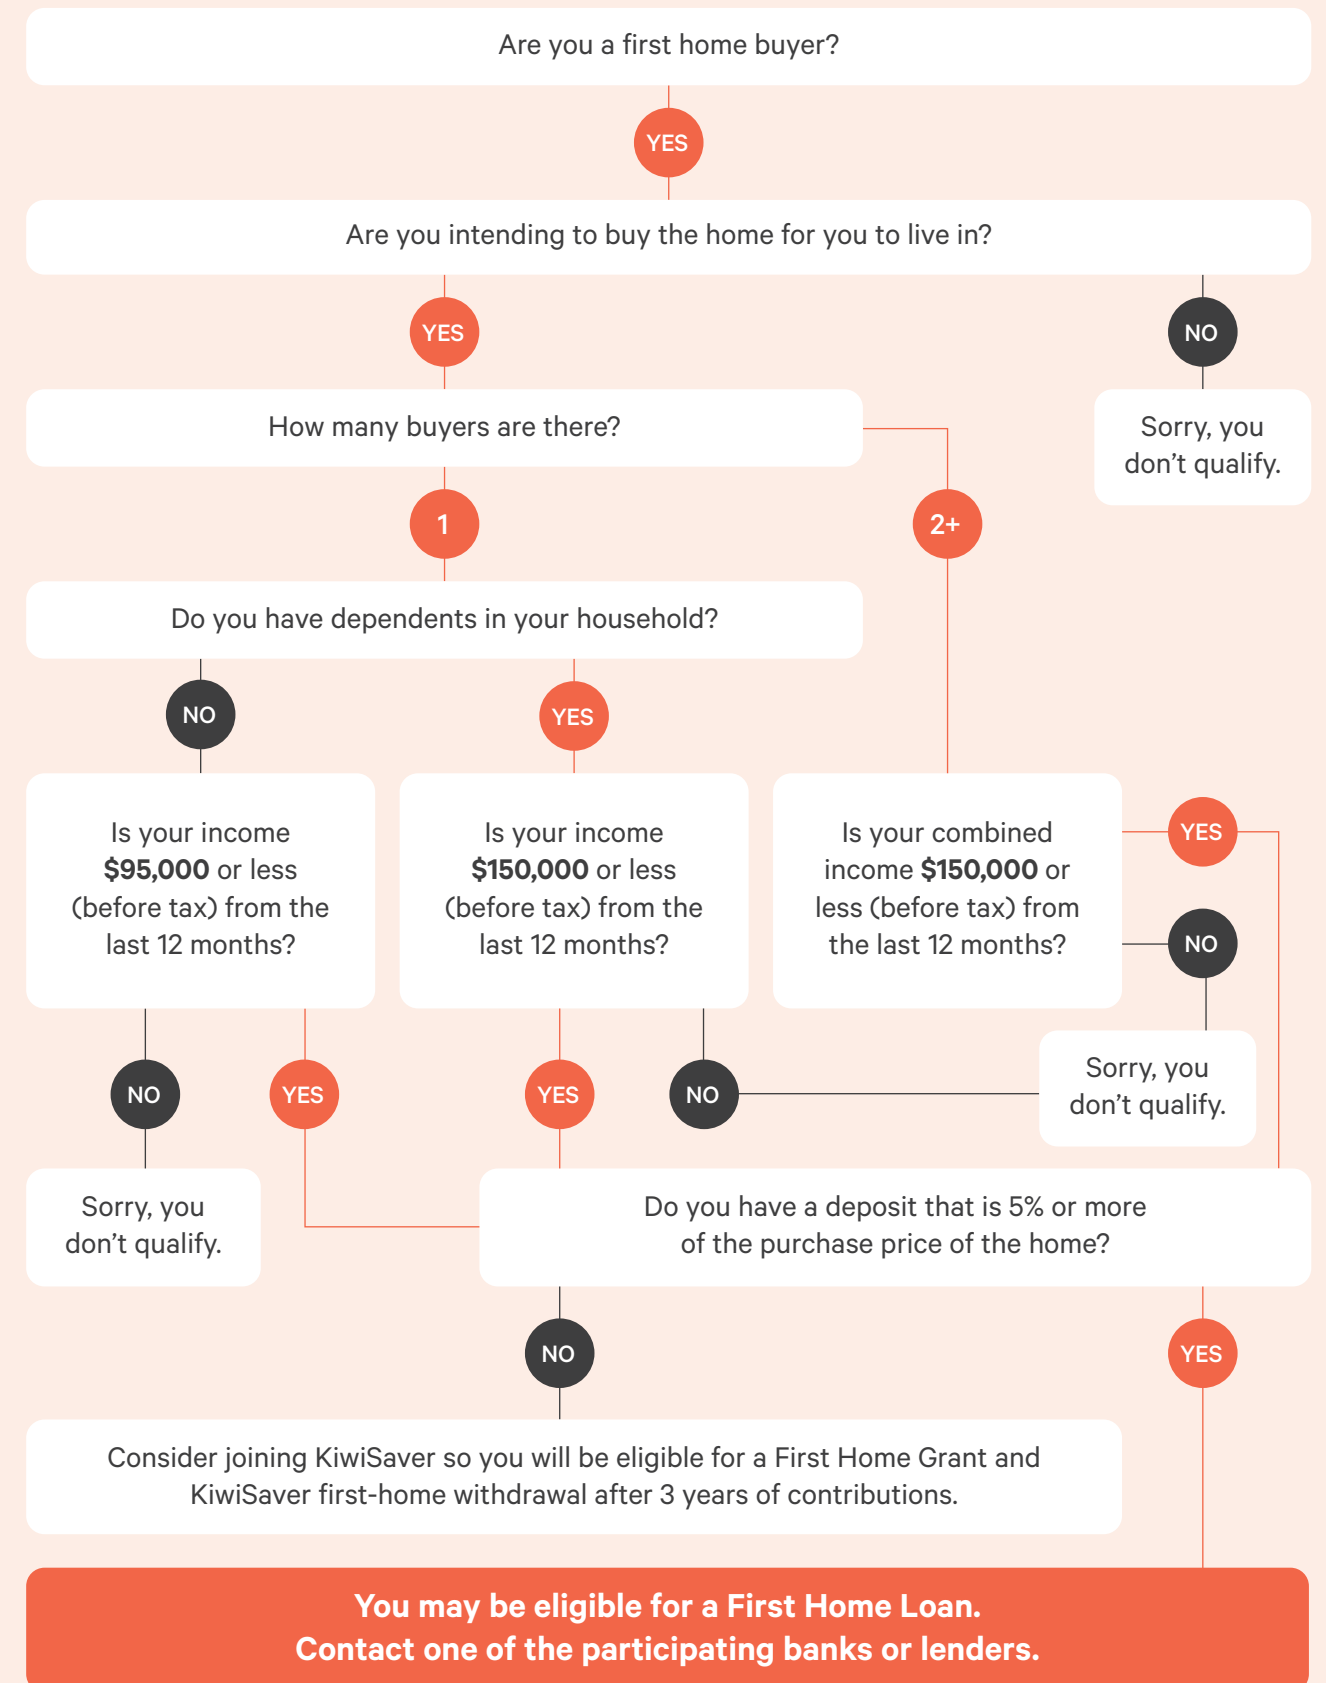 Are you a first home buyer?
YES
Are you intending to buy the home for you to live in?
YES
NO
How many buyers are there?
Sorry, you
don’t qualify.
1
2+
Do you have dependents in your household?
NO
YES
Is your income
$95,000 or less
(before tax) from the
last 12 months?
Is your income
$150,000 or less
(before tax) from the
last 12 months?
Is your combined
income $150,000 or
less (before tax) from
the last 12 months?
YES
NO
NO
YES
YES
NO
Sorry, you
don’t qualify.
Sorry, you
don’t qualify.
Do you have a deposit that is 5% or more
of the purchase price of the home?
NO
YES
Consider joining KiwiSaver so you will be eligible for a First Home Grant and
KiwiSaver first-home withdrawal after 3 years of contributions.
You may be eligible for a First Home Loan.
Contact one of the participating banks or lenders.